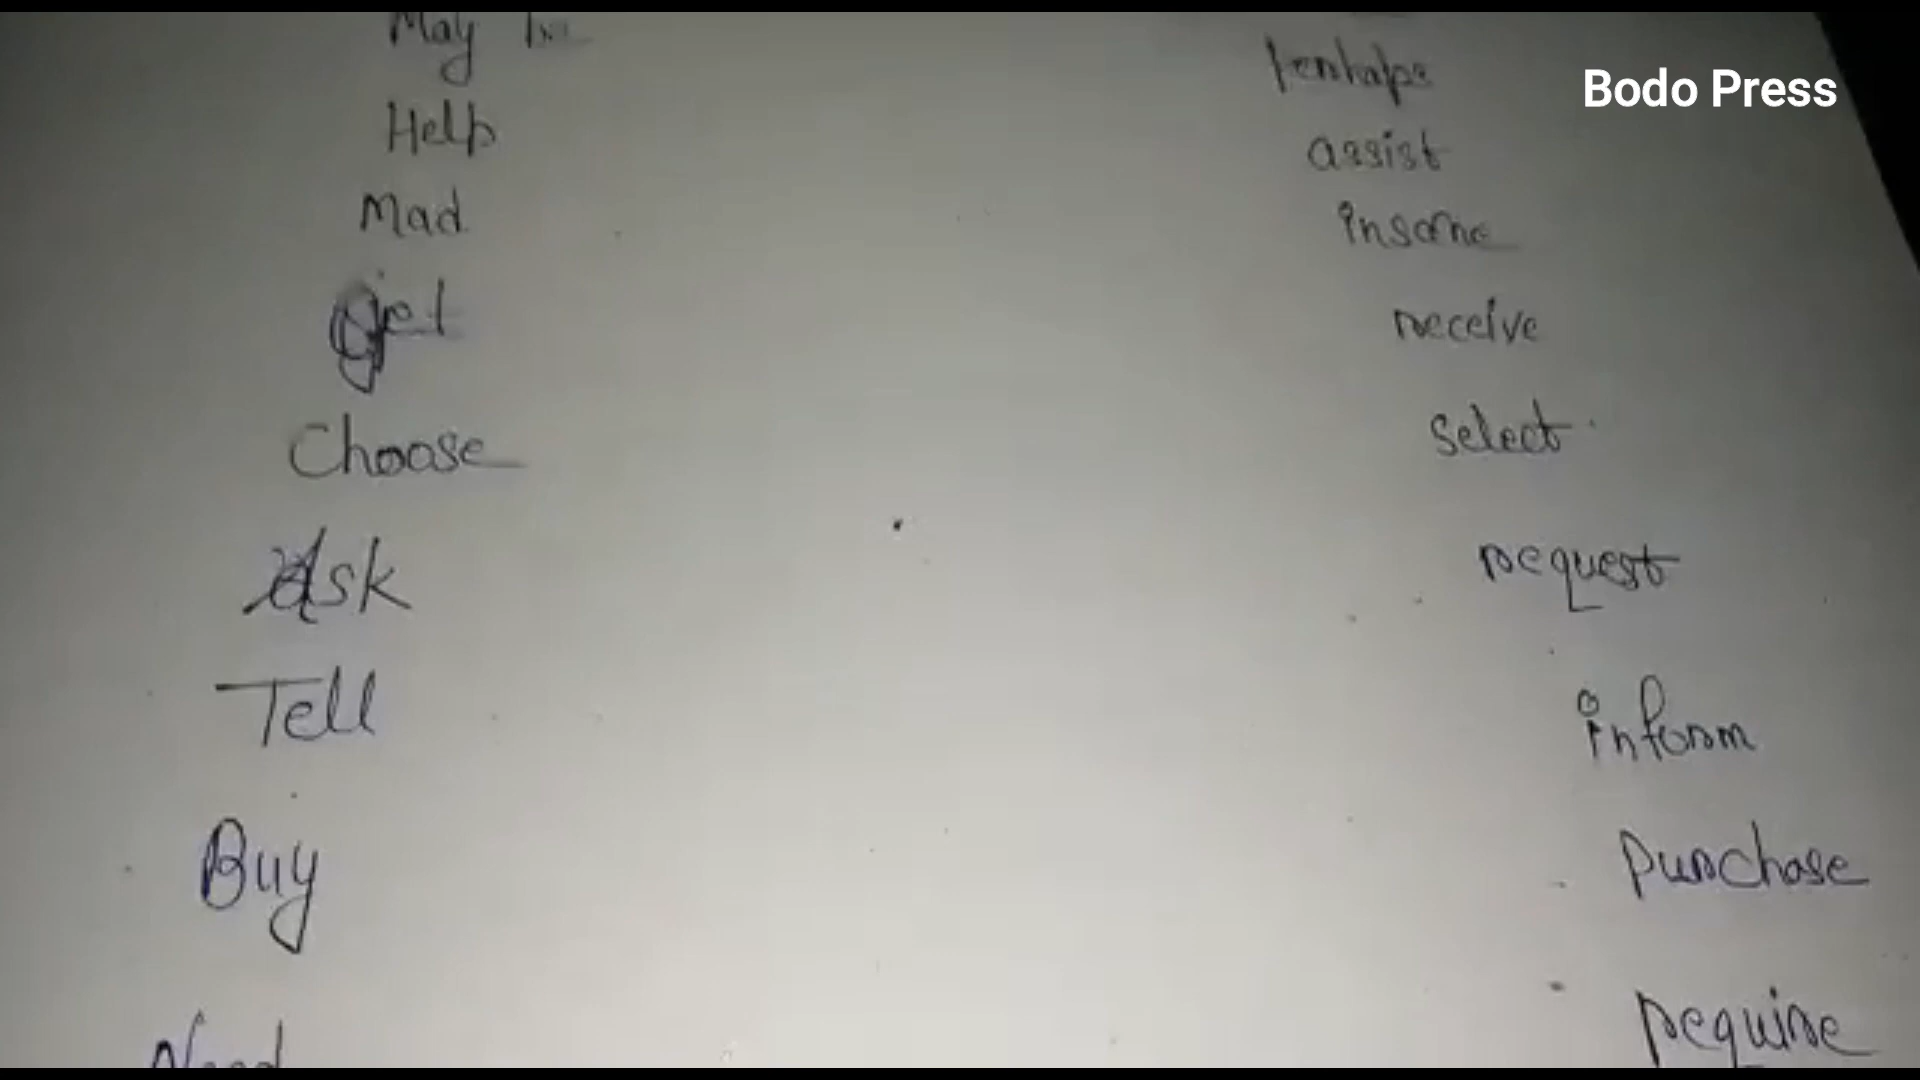 May be perhaps
Bodo Press
Help assist
Mad insane
Get receive
Choose select
Ask request
Tell inform
Buy purchase
Need require